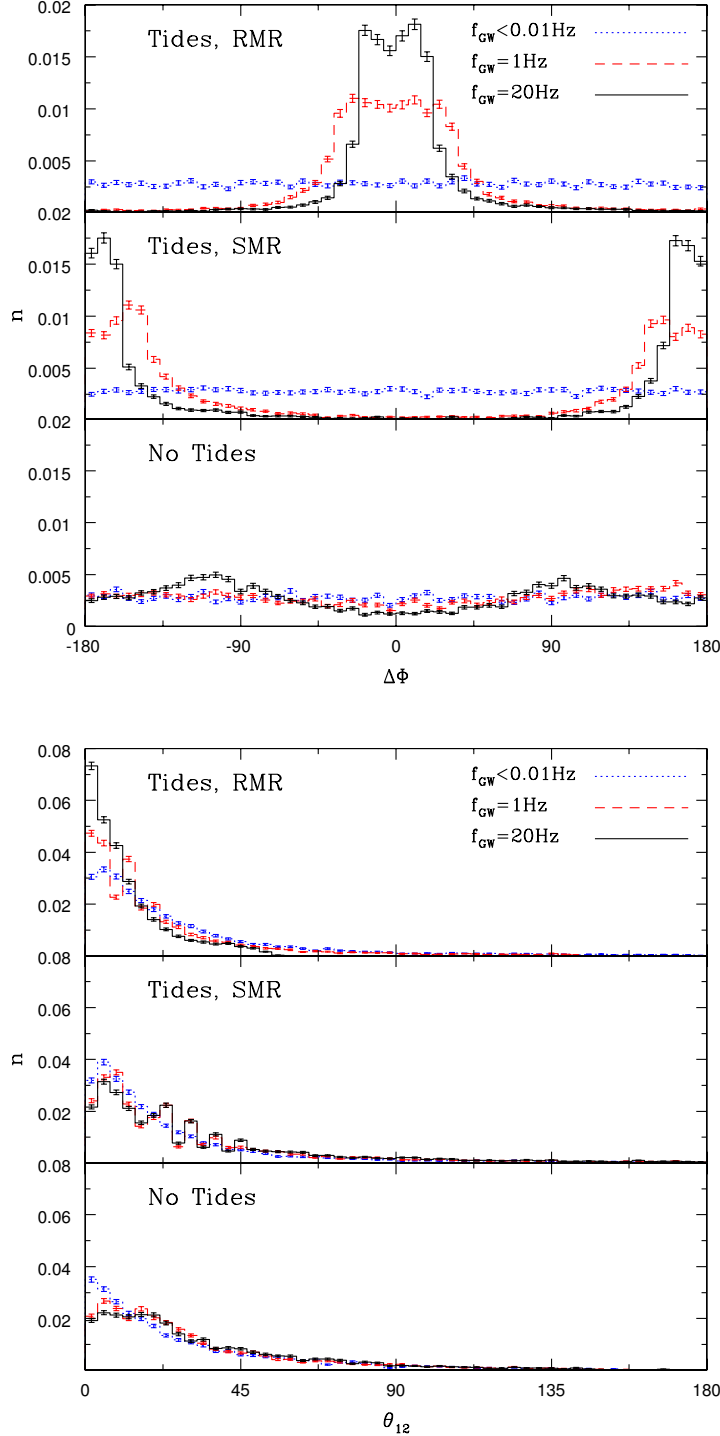 0.02
Tides, RMR
f_GW<0.01Hz
f_GW=1Hz
f_GW=20Hz
0.015
0.01
0.005
0.02
Tides, SMR
0.015
n
0.01
0.005
0.02
No Tides
0.015
0.01
0.005
0
-180 -90 0 90 180
ΔΦ
0.08
Tides, RMR
f_GW<0.01Hz
f_GW=1Hz
f_GW=20Hz
0.06
0.04
0.02
0.08
Tides, SMR
0.06
n
0.04
0.02
0.08
No Tides
0.06
0.04
0.02
0 45 90 135 180
θ_12